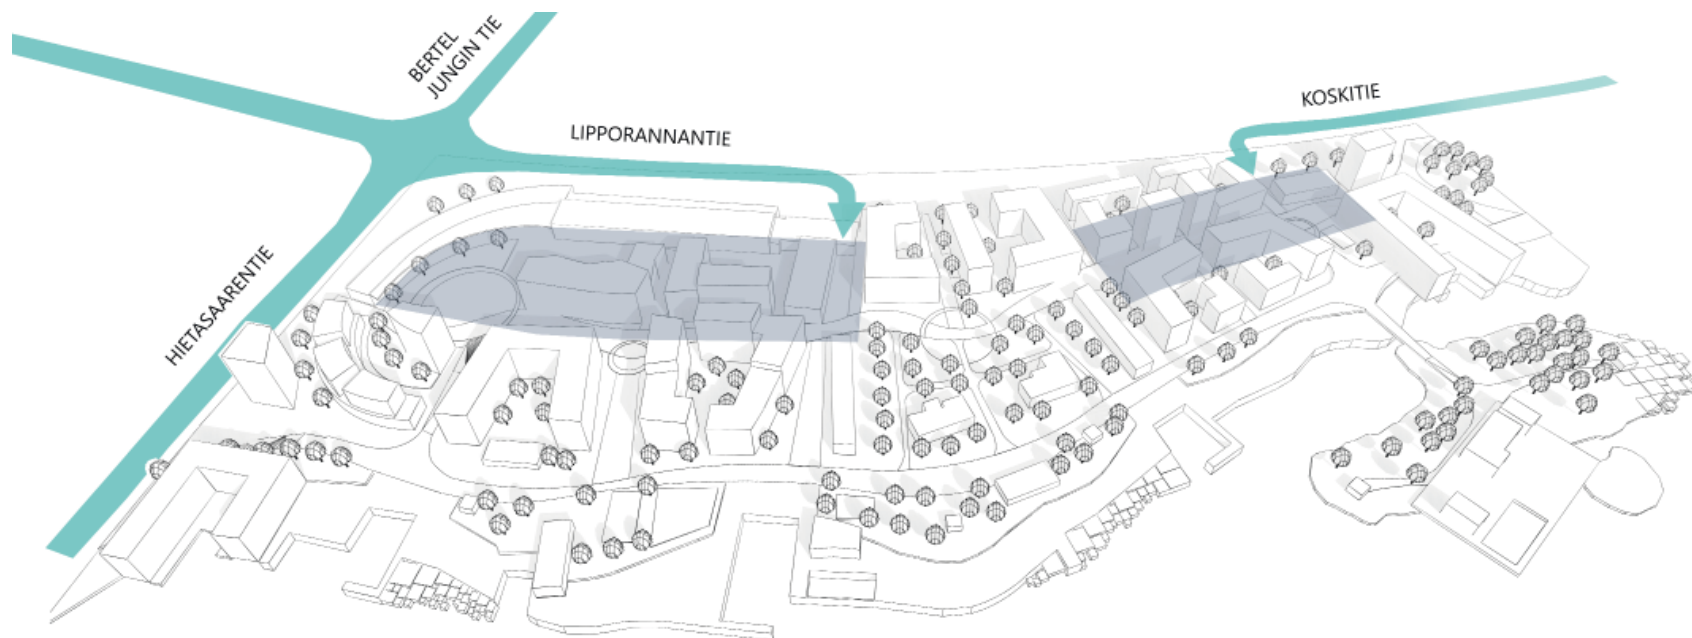 BERTEL
JUNGIN TIE
KOSKITIE
LIPPORANNANTIE
HIETASAARENTIE